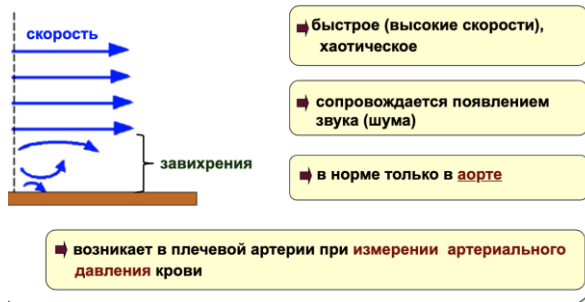 скорость
завихрения
быстрое (высокие скорости),
хаотическое
сопровождается появлением
звука (шума)
в норме только в аорте
возникает в плечевой артерии при измерении артериального
давления крови